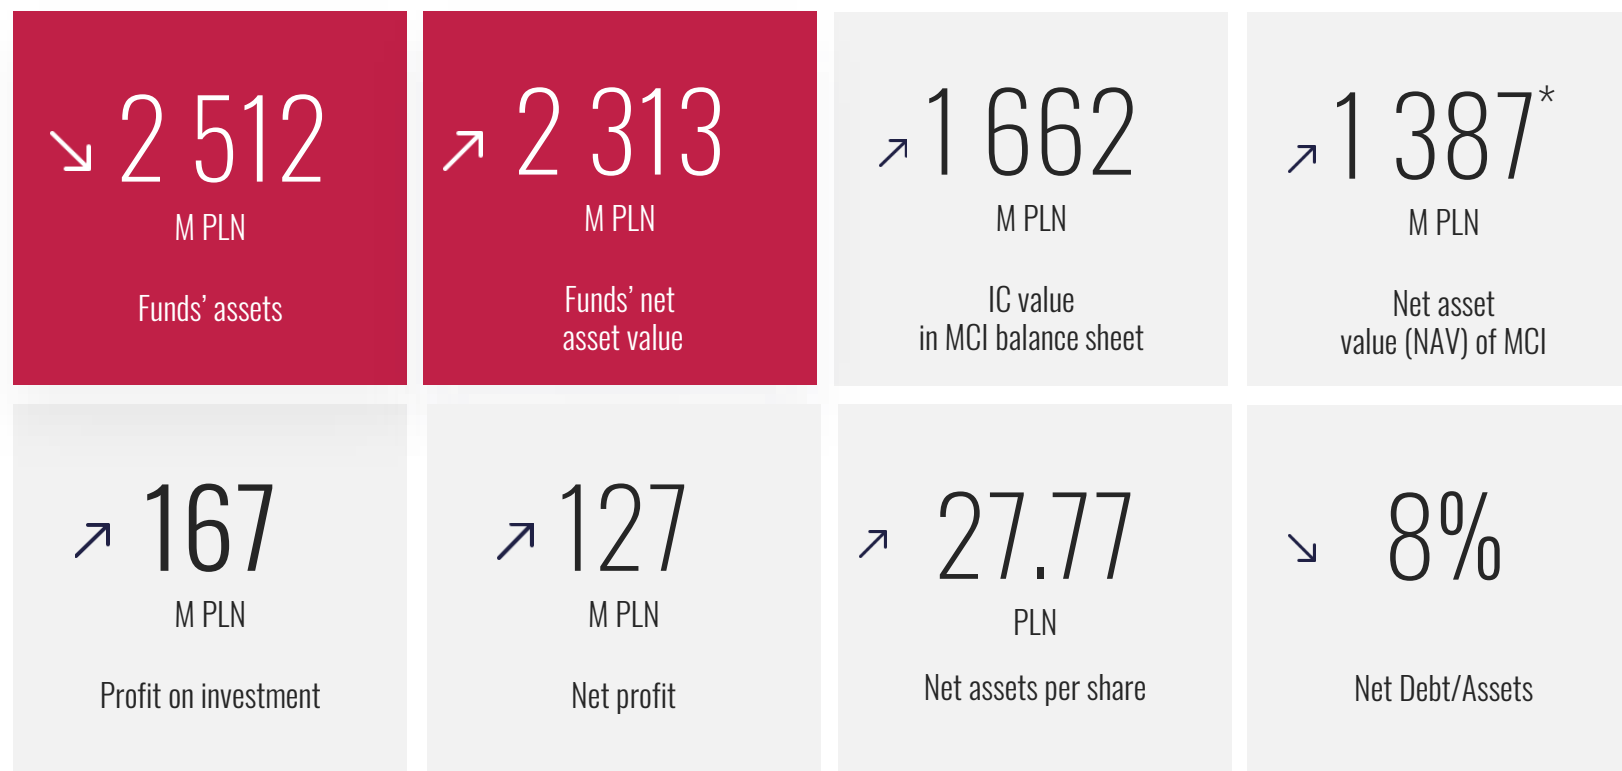 2 512
M PLN
Funds’ assets
2 313
M PLN
Funds’ net
asset value
1 662
M PLN
IC value
in MCI balance sheet
1 387*
M PLN
Net asset
value (NAV) of MCI
167
M PLN
Profit on investment
127
M PLN
Net profit
27.77
PLN
Net assets per share
8%
Net Debt/Assets